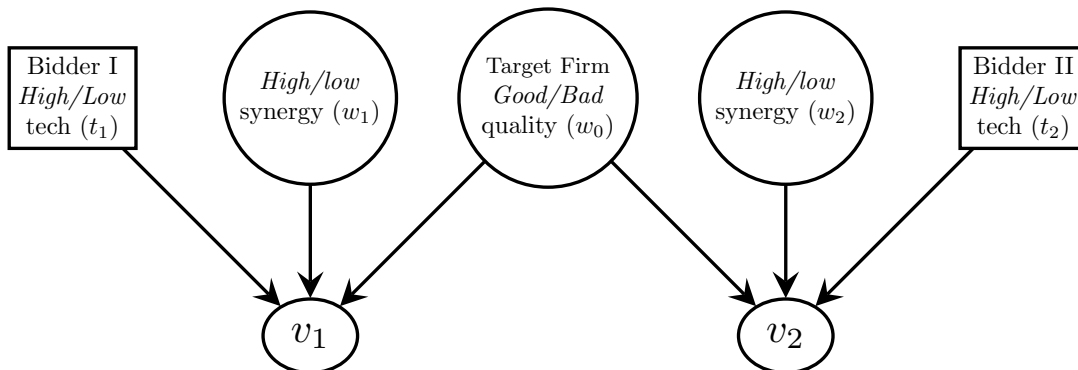 Bidder I
High/Low
tech (t₁)
High/low
synergy (w₁)
Target Firm
Good/Bad
quality (w₀)
High/low
synergy (w₂)
Bidder II
High/Low
tech (t₂)
v₁
v₂